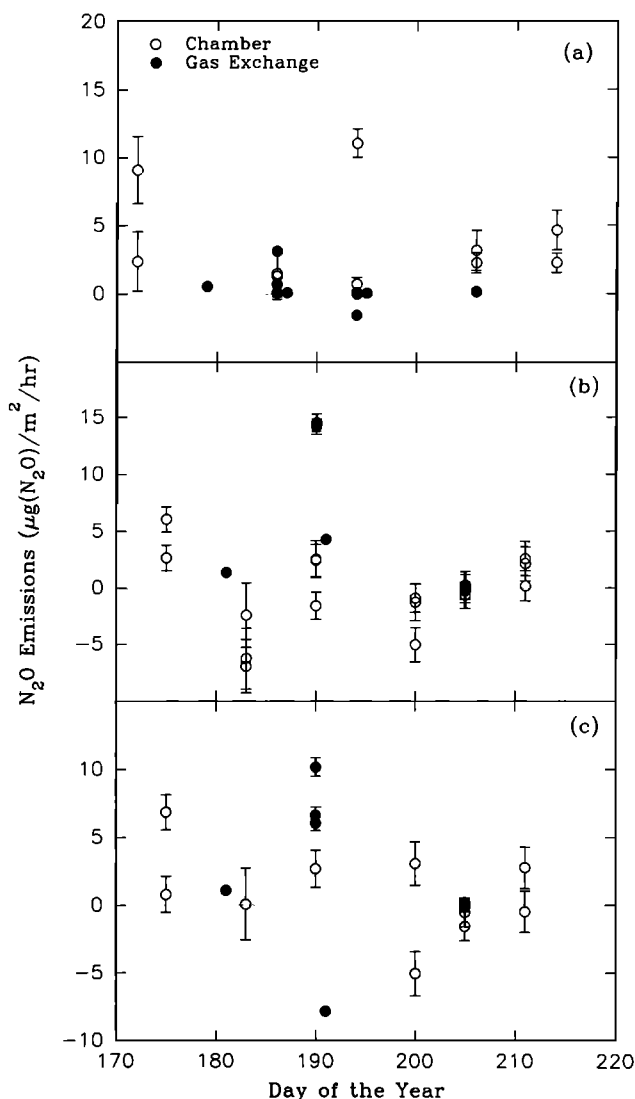 20
15
10
5
0
○ Chamber
● Gas Exchange
(a)
15
10
5
0
−5
(b)
10
5
0
−5
−10
(c)
N₂O Emissions (μg(N₂O)/m²/hr)
170 180 190 200 210 220
Day of the Year